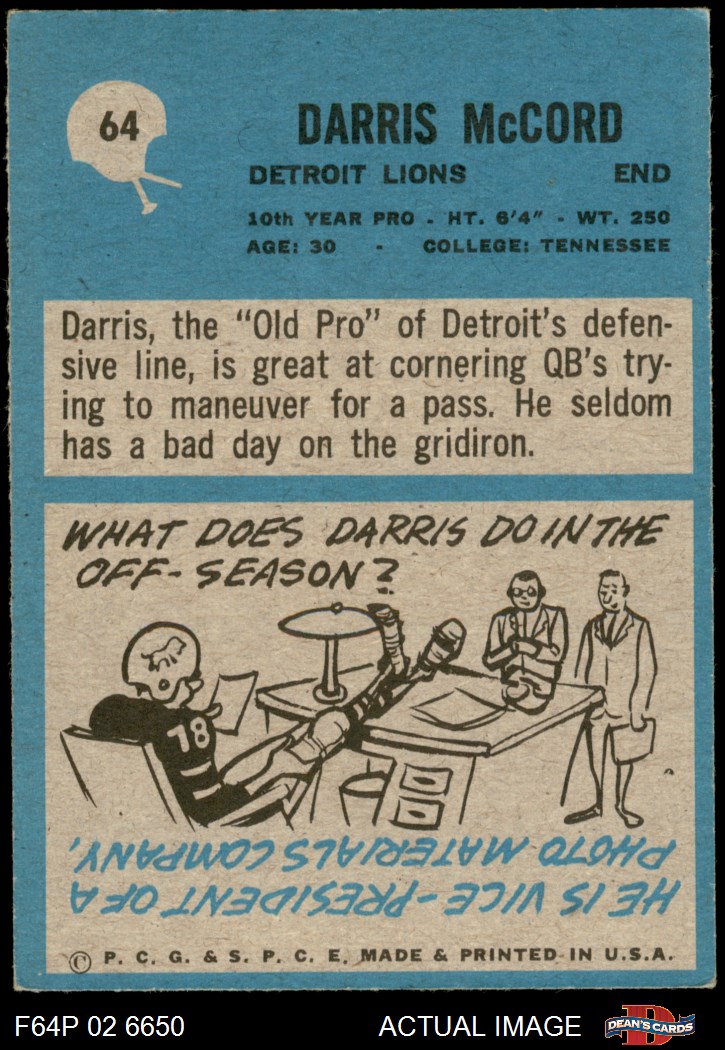 64
DARRIS McCORD
DETROIT LIONS END
10th YEAR PRO - HT. 6'4" - WT. 250
AGE: 30 - COLLEGE: TENNESSEE
Darris, the "Old Pro" of Detroit's defen-
sive line, is great at cornering QB's try-
ing to maneuver for a pass. He seldom
has a bad day on the gridiron.
WHAT DOES DARRIS DO IN THE
OFF-SEASON?
78
HE IS VICE-PRESIDENT OF A
PHOTO MATERIALS COMPANY.
© P. C. G. & S. P. C. E. MADE & PRINTED IN U.S.A.
F64P 02 6650 ACTUAL IMAGE
D
DEAN'S CARDS